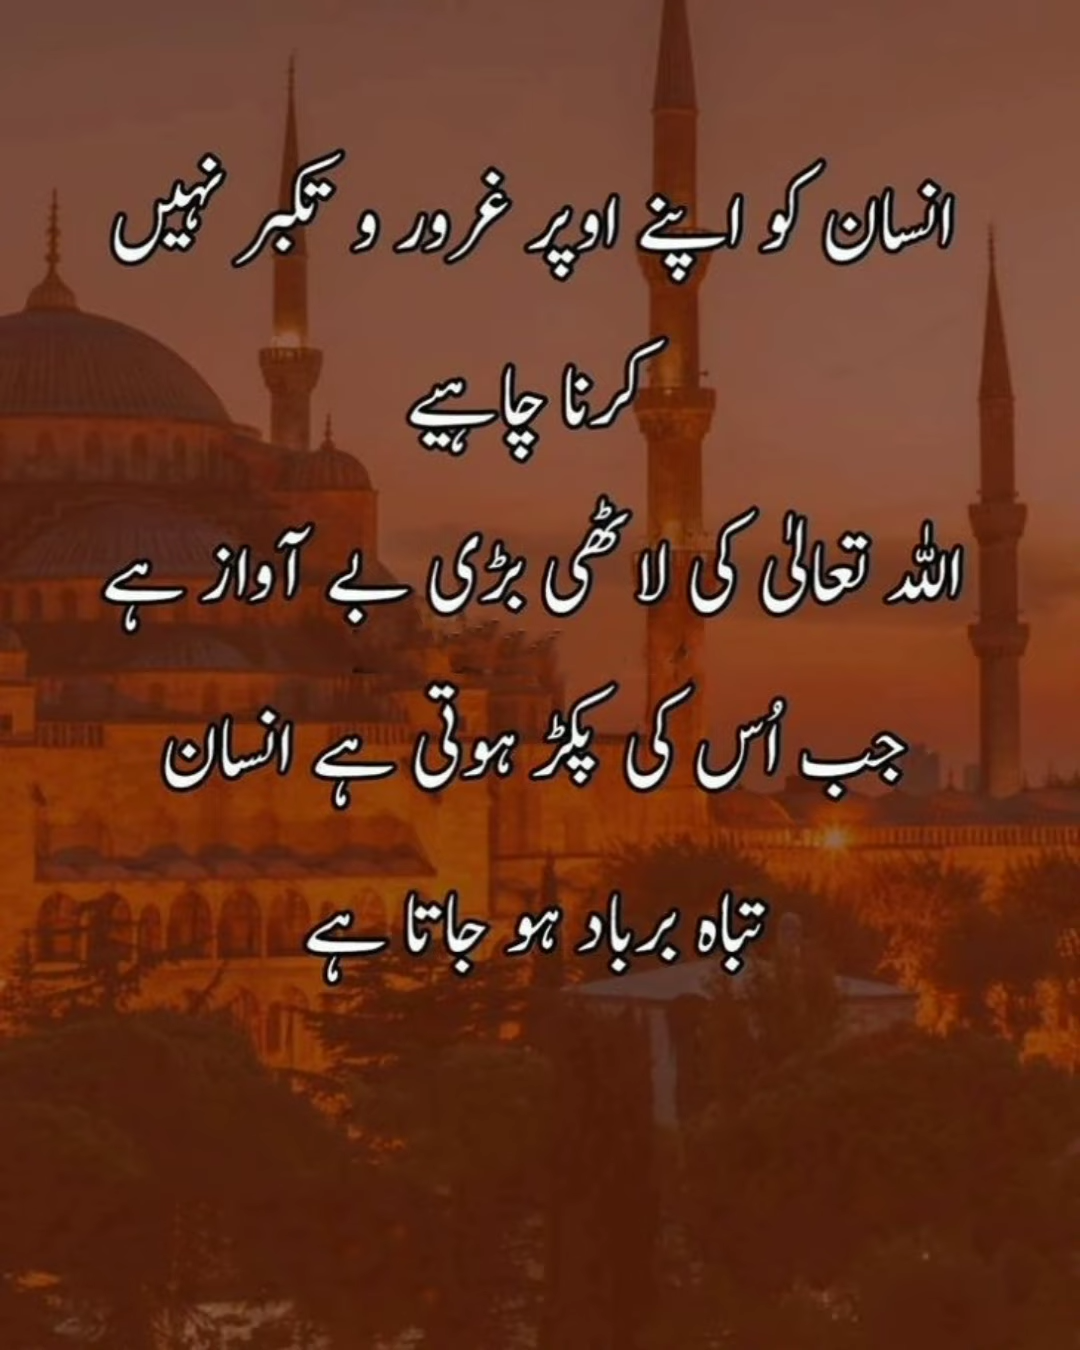 انسان کو اپنے اوپر غرور و تکبر نہیں
کرنا چاہیے
اللہ تعالیٰ کی لاٹھی بڑی بے آواز ہے
جب اُس کی پکڑ ہوتی ہے انسان
تباہ برباد ہو جاتا ہے